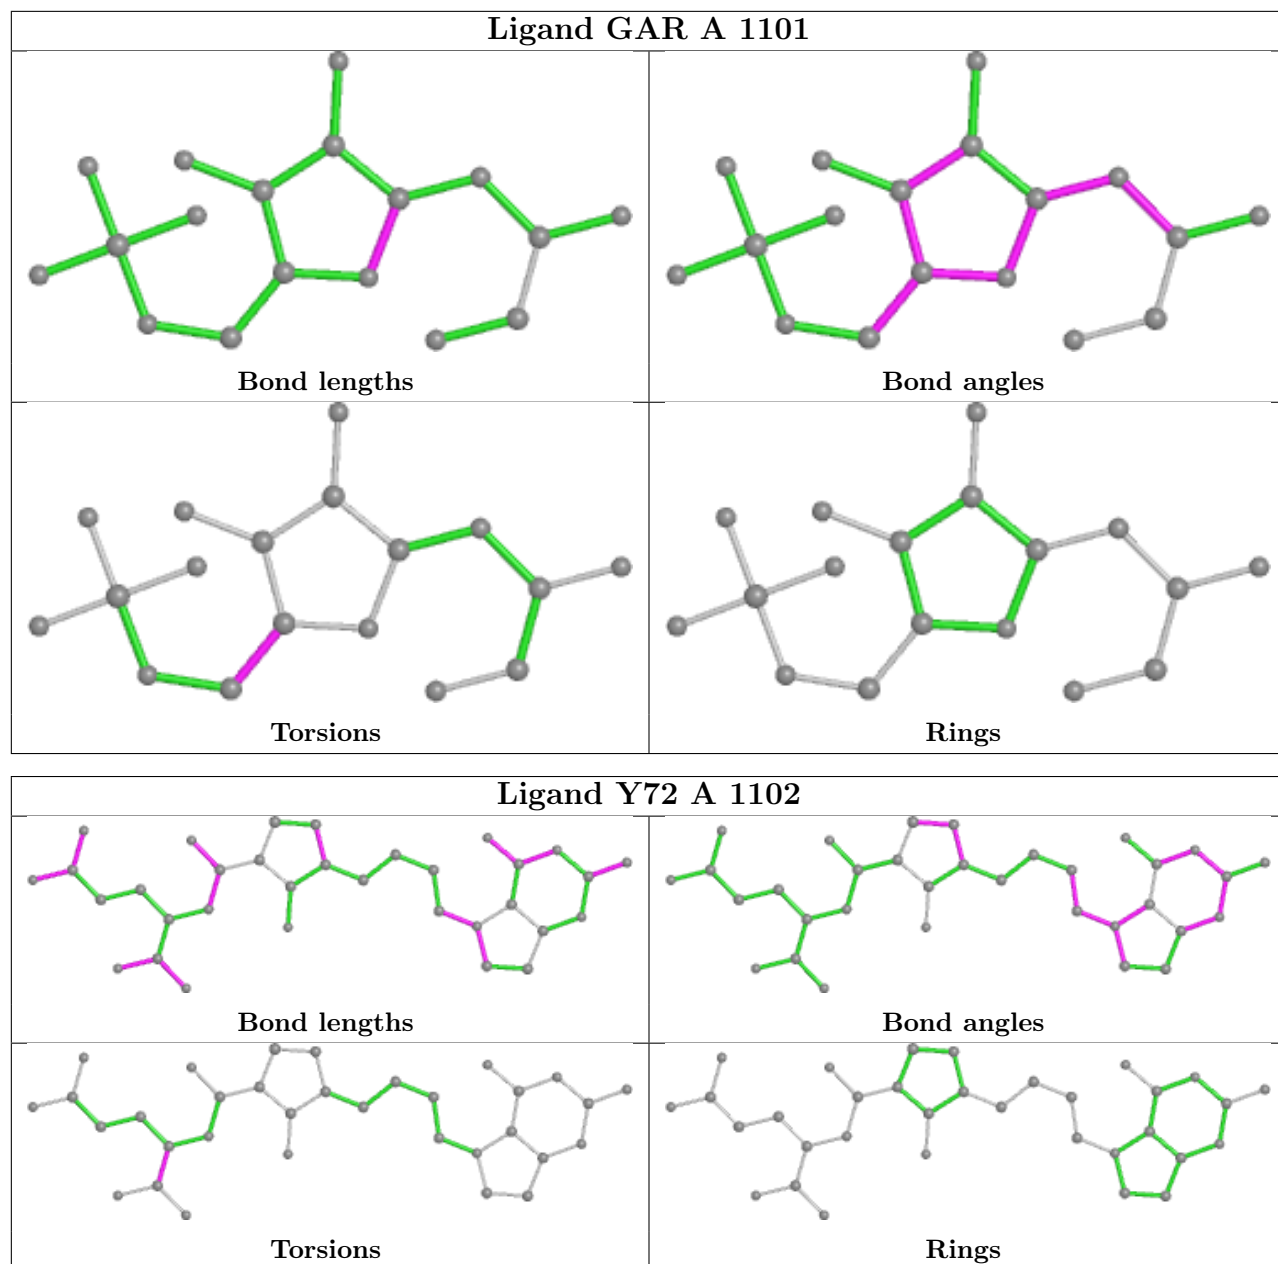 Ligand GAR A 1101
Bond lengths
Bond angles
Torsions
Rings
Ligand Y72 A 1102
Bond lengths
Bond angles
Torsions
Rings